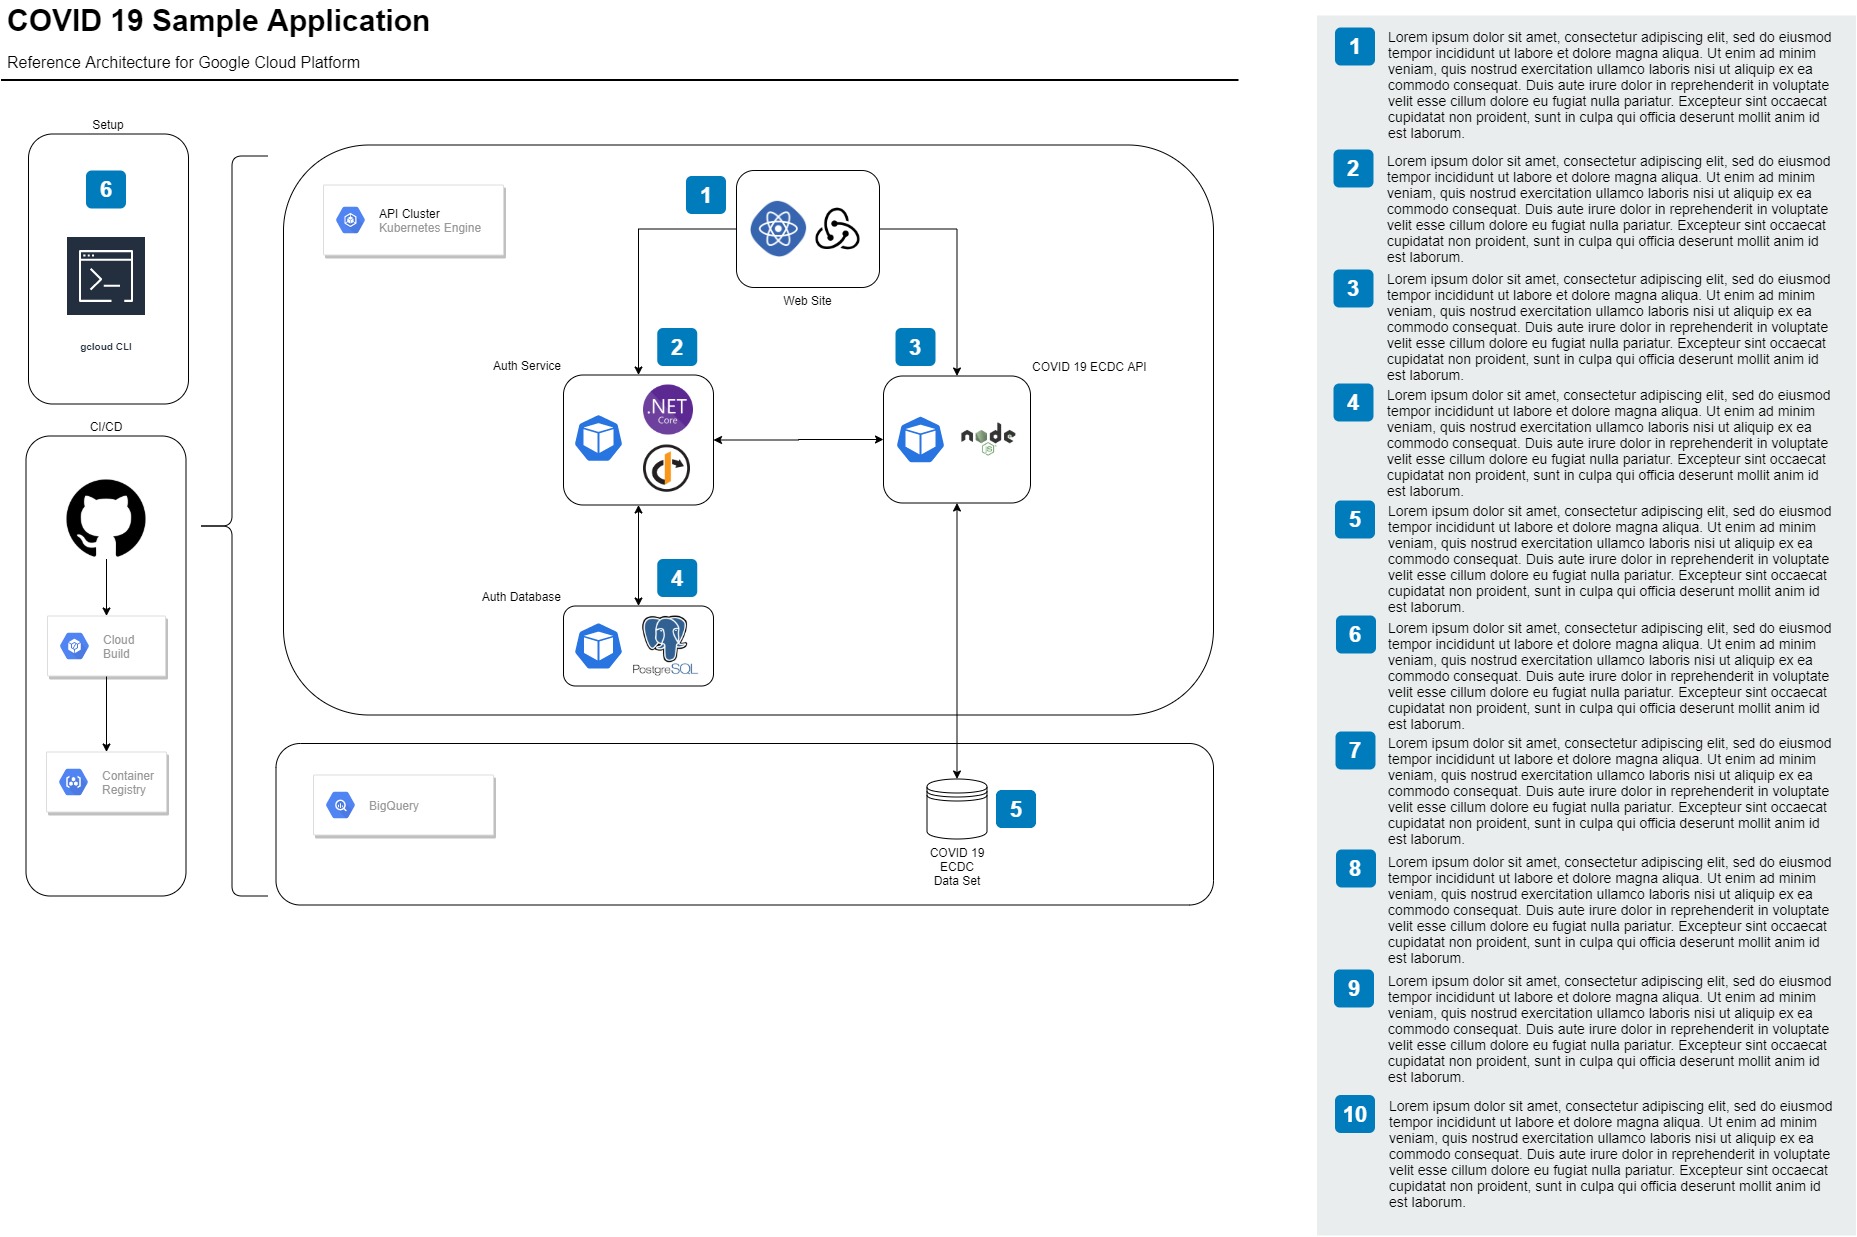 COVID 19 Sample Application
Reference Architecture for Google Cloud Platform
Setup
6
gcloud CLI
CI/CD
Cloud
Build
Container
Registry
API Cluster
Kubernetes Engine
1
Web Site
2
Auth Service
.NET
Core
3
COVID 19 ECDC API
node
JS
4
Auth Database
PostgreSQL
BigQuery
5
COVID 19
ECDC
Data Set
1
Lorem ipsum dolor sit amet, consectetur adipiscing elit, sed do eiusmod
tempor incididunt ut labore et dolore magna aliqua. Ut enim ad minim
veniam, quis nostrud exercitation ullamco laboris nisi ut aliquip ex ea
commodo consequat. Duis aute irure dolor in reprehenderit in voluptate
velit esse cillum dolore eu fugiat nulla pariatur. Excepteur sint occaecat
cupidatat non proident, sunt in culpa qui officia deserunt mollit anim id
est laborum.
2
Lorem ipsum dolor sit amet, consectetur adipiscing elit, sed do eiusmod
tempor incididunt ut labore et dolore magna aliqua. Ut enim ad minim
veniam, quis nostrud exercitation ullamco laboris nisi ut aliquip ex ea
commodo consequat. Duis aute irure dolor in reprehenderit in voluptate
velit esse cillum dolore eu fugiat nulla pariatur. Excepteur sint occaecat
cupidatat non proident, sunt in culpa qui officia deserunt mollit anim id
est laborum.
3
Lorem ipsum dolor sit amet, consectetur adipiscing elit, sed do eiusmod
tempor incididunt ut labore et dolore magna aliqua. Ut enim ad minim
veniam, quis nostrud exercitation ullamco laboris nisi ut aliquip ex ea
commodo consequat. Duis aute irure dolor in reprehenderit in voluptate
velit esse cillum dolore eu fugiat nulla pariatur. Excepteur sint occaecat
cupidatat non proident, sunt in culpa qui officia deserunt mollit anim id
est laborum.
4
Lorem ipsum dolor sit amet, consectetur adipiscing elit, sed do eiusmod
tempor incididunt ut labore et dolore magna aliqua. Ut enim ad minim
veniam, quis nostrud exercitation ullamco laboris nisi ut aliquip ex ea
commodo consequat. Duis aute irure dolor in reprehenderit in voluptate
velit esse cillum dolore eu fugiat nulla pariatur. Excepteur sint occaecat
cupidatat non proident, sunt in culpa qui officia deserunt mollit anim id
est laborum.
5
Lorem ipsum dolor sit amet, consectetur adipiscing elit, sed do eiusmod
tempor incididunt ut labore et dolore magna aliqua. Ut enim ad minim
veniam, quis nostrud exercitation ullamco laboris nisi ut aliquip ex ea
commodo consequat. Duis aute irure dolor in reprehenderit in voluptate
velit esse cillum dolore eu fugiat nulla pariatur. Excepteur sint occaecat
cupidatat non proident, sunt in culpa qui officia deserunt mollit anim id
est laborum.
6
Lorem ipsum dolor sit amet, consectetur adipiscing elit, sed do eiusmod
tempor incididunt ut labore et dolore magna aliqua. Ut enim ad minim
veniam, quis nostrud exercitation ullamco laboris nisi ut aliquip ex ea
commodo consequat. Duis aute irure dolor in reprehenderit in voluptate
velit esse cillum dolore eu fugiat nulla pariatur. Excepteur sint occaecat
cupidatat non proident, sunt in culpa qui officia deserunt mollit anim id
est laborum.
7
Lorem ipsum dolor sit amet, consectetur adipiscing elit, sed do eiusmod
tempor incididunt ut labore et dolore magna aliqua. Ut enim ad minim
veniam, quis nostrud exercitation ullamco laboris nisi ut aliquip ex ea
commodo consequat. Duis aute irure dolor in reprehenderit in voluptate
velit esse cillum dolore eu fugiat nulla pariatur. Excepteur sint occaecat
cupidatat non proident, sunt in culpa qui officia deserunt mollit anim id
est laborum.
8
Lorem ipsum dolor sit amet, consectetur adipiscing elit, sed do eiusmod
tempor incididunt ut labore et dolore magna aliqua. Ut enim ad minim
veniam, quis nostrud exercitation ullamco laboris nisi ut aliquip ex ea
commodo consequat. Duis aute irure dolor in reprehenderit in voluptate
velit esse cillum dolore eu fugiat nulla pariatur. Excepteur sint occaecat
cupidatat non proident, sunt in culpa qui officia deserunt mollit anim id
est laborum.
9
Lorem ipsum dolor sit amet, consectetur adipiscing elit, sed do eiusmod
tempor incididunt ut labore et dolore magna aliqua. Ut enim ad minim
veniam, quis nostrud exercitation ullamco laboris nisi ut aliquip ex ea
commodo consequat. Duis aute irure dolor in reprehenderit in voluptate
velit esse cillum dolore eu fugiat nulla pariatur. Excepteur sint occaecat
cupidatat non proident, sunt in culpa qui officia deserunt mollit anim id
est laborum.
10
Lorem ipsum dolor sit amet, consectetur adipiscing elit, sed do eiusmod
tempor incididunt ut labore et dolore magna aliqua. Ut enim ad minim
veniam, quis nostrud exercitation ullamco laboris nisi ut aliquip ex ea
commodo consequat. Duis aute irure dolor in reprehenderit in voluptate
velit esse cillum dolore eu fugiat nulla pariatur. Excepteur sint occaecat
cupidatat non proident, sunt in culpa qui officia deserunt mollit anim id
est laborum.